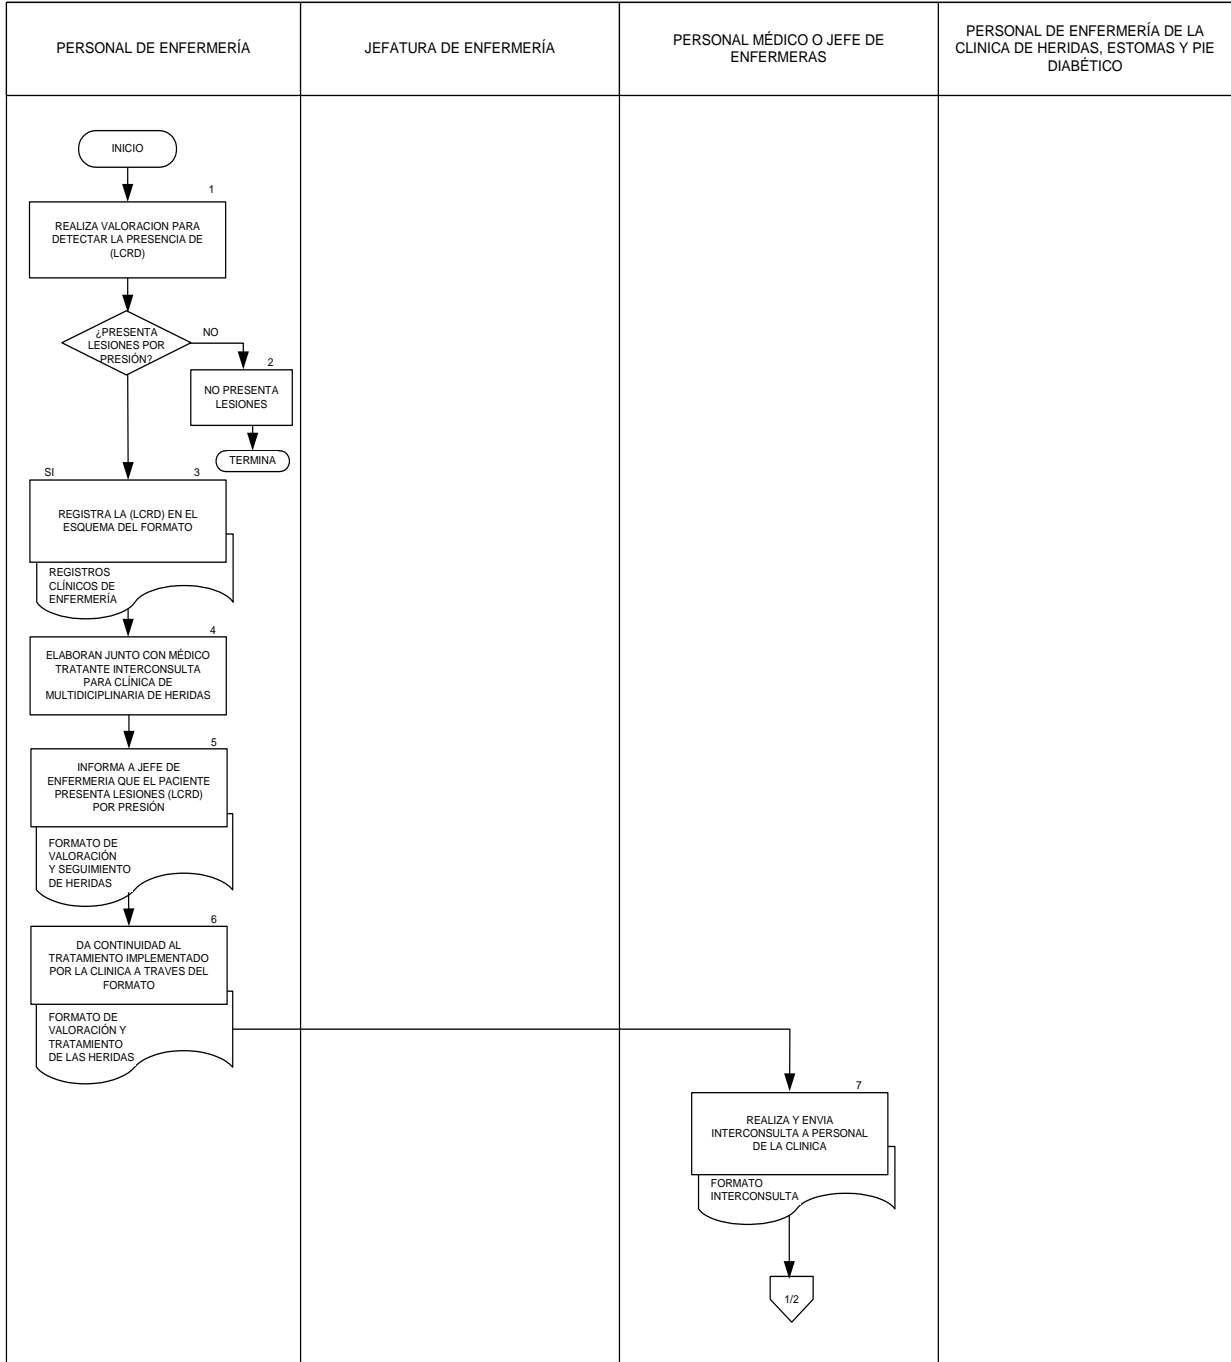 PERSONAL DE ENFERMERÍA
JEFATURA DE ENFERMERÍA
PERSONAL MÉDICO O JEFE DE
ENFERMERAS
PERSONAL DE ENFERMERÍA DE LA
CLINICA DE HERIDAS, ESTOMAS Y PIE
DIABÉTICO
INICIO
1
REALIZA VALORACION PARA
DETECTAR LA PRESENCIA DE
(LCRD)
¿PRESENTA
LESIONES POR
PRESIÓN?
NO
2
NO PRESENTA
LESIONES
TERMINA
SI
3
REGISTRA LA (LCRD) EN EL
ESQUEMA DEL FORMATO
REGISTROS
CLÍNICOS DE
ENFERMERÍA
4
ELABORAN JUNTO CON MÉDICO
TRATANTE INTERCONSULTA
PARA CLÍNICA DE
MULTIDICIPLINARIA DE HERIDAS
5
INFORMA A JEFE DE
ENFERMERIA QUE EL PACIENTE
PRESENTA LESIONES (LCRD)
POR PRESIÓN
FORMATO DE
VALORACIÓN
Y SEGUIMIENTO
DE HERIDAS
6
DA CONTINUIDAD AL
TRATAMIENTO IMPLEMENTADO
POR LA CLINICA A TRAVES DEL
FORMATO
FORMATO DE
VALORACIÓN Y
TRATAMIENTO
DE LAS HERIDAS
7
REALIZA Y ENVIA
INTERCONSULTA A PERSONAL
DE LA CLINICA
FORMATO
INTERCONSULTA
1/2